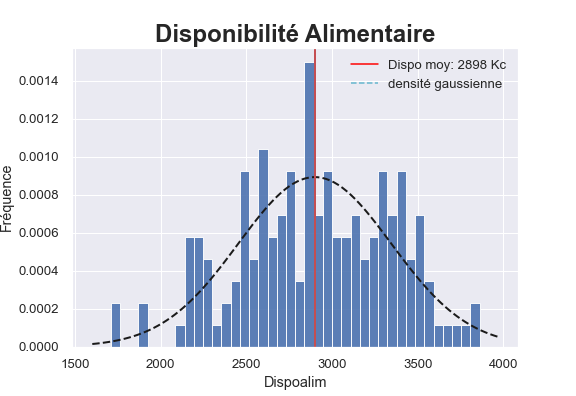 Disponibilité Alimentaire
Dispo moy: 2898 Kc
densité gaussienne
Fréquence
0.0014
0.0012
0.0010
0.0008
0.0006
0.0004
0.0002
0.0000
1500 2000 2500 3000 3500 4000
Dispoalim